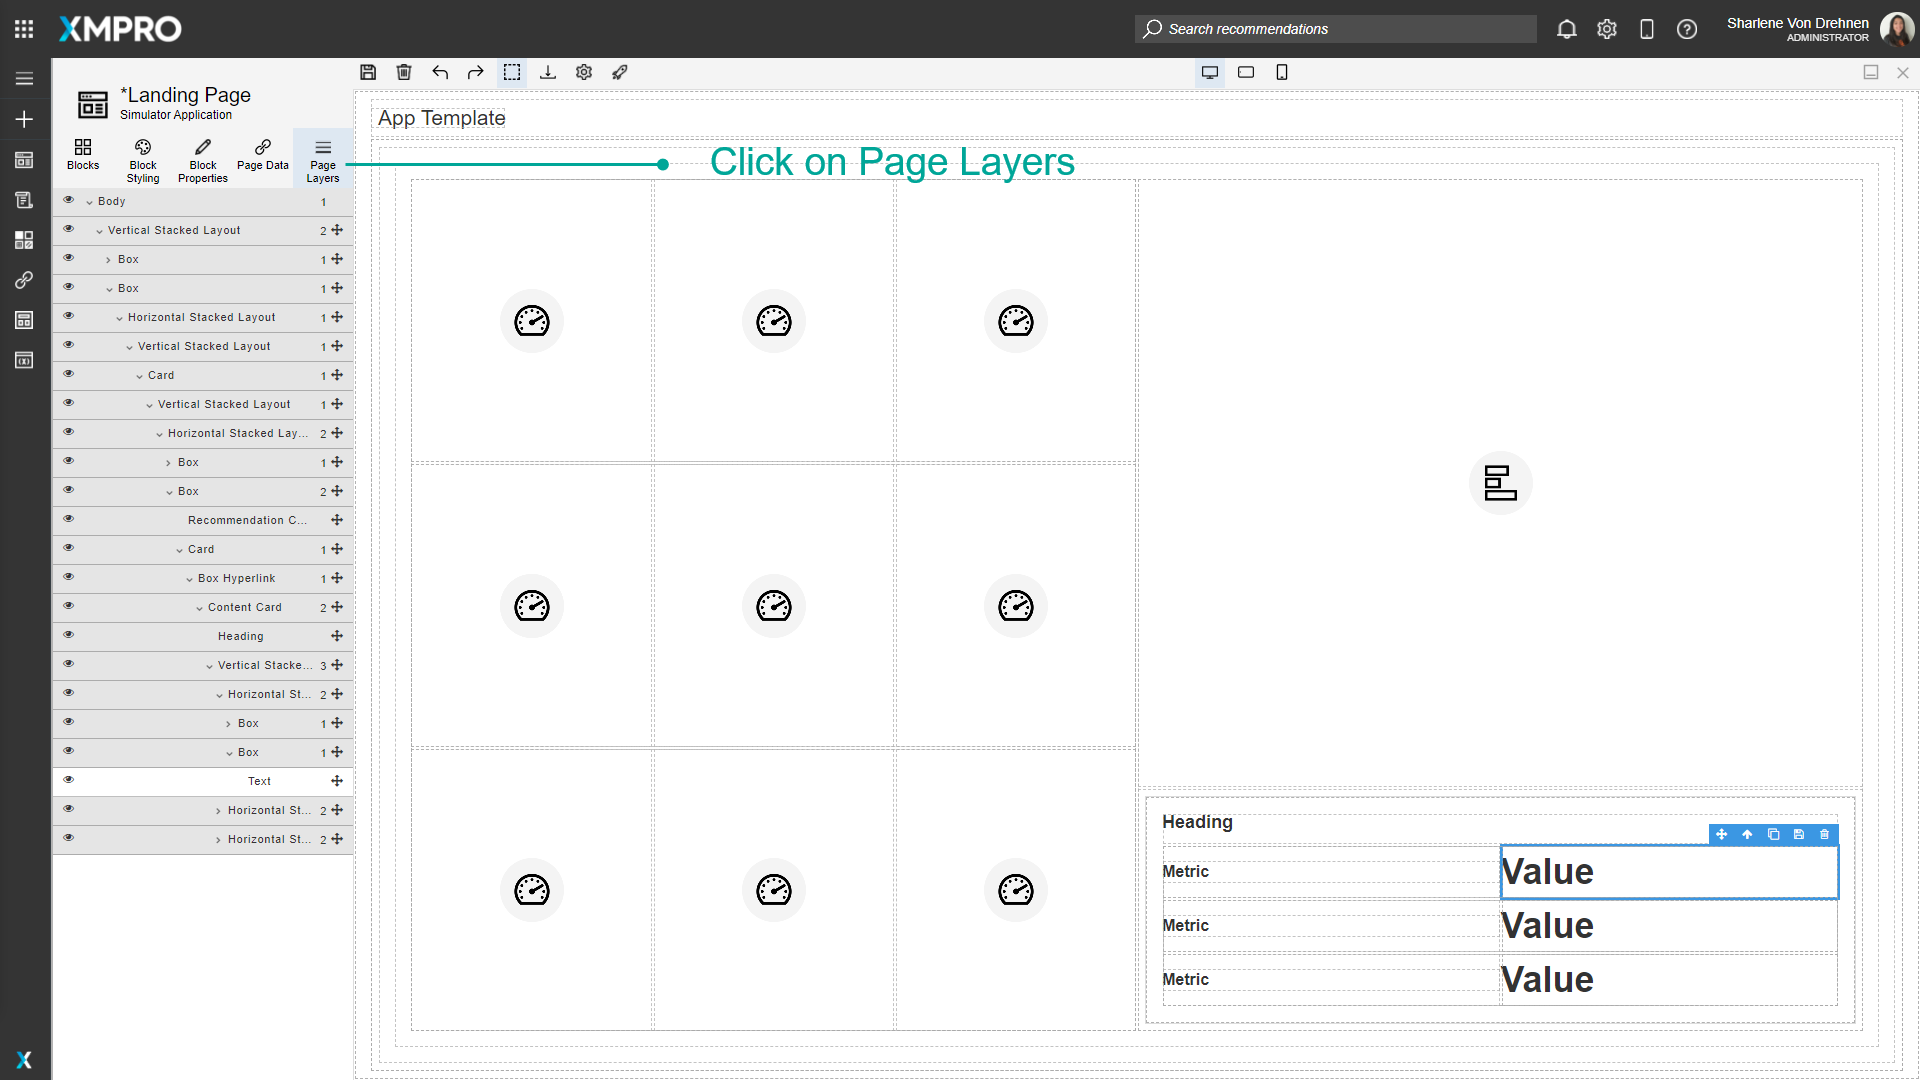 XMPRO
Search recommendations
Sharlene Von Drehnen
ADMINISTRATOR
*Landing Page
Simulator Application
Blocks
Block Styling
Block Properties
Page Data
Page Layers
Click on Page Layers
App Template
Body 1
Vertical Stacked Layout 2
Box 1
Box 1
Horizontal Stacked Layout 1
Vertical Stacked Layout 1
Card 1
Vertical Stacked Layout 1
Horizontal Stacked Lay... 2
Box 1
Box 2
Recommendation C...
Card 1
Box Hyperlink 1
Content Card 2
Heading
Vertical Stacke... 3
Horizontal St... 2
Box 1
Box 1
Text
Horizontal St... 2
Horizontal St... 2
Heading
Metric Value
Metric Value
Metric Value